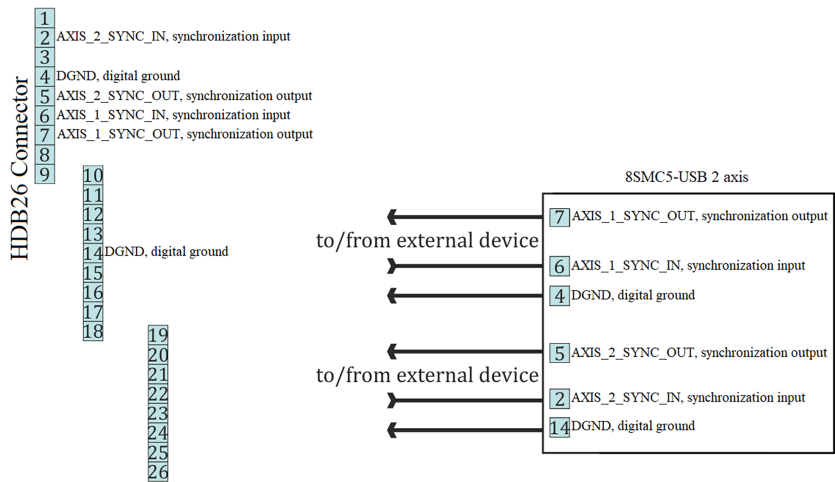 HDB26 Connector
1
2 AXIS_2_SYNC_IN, synchronization input
3
4 DGND, digital ground
5 AXIS_2_SYNC_OUT, synchronization output
6 AXIS_1_SYNC_IN, synchronization input
7 AXIS_1_SYNC_OUT, synchronization output
8
9
10
11
12
13
14 DGND, digital ground
15
16
17
18
19
20
21
22
23
24
25
26
8SMC5-USB 2 axis
7 AXIS_1_SYNC_OUT, synchronization output
to/from external device
6 AXIS_1_SYNC_IN, synchronization input
4 DGND, digital ground
5 AXIS_2_SYNC_OUT, synchronization output
to/from external device
2 AXIS_2_SYNC_IN, synchronization input
14 DGND, digital ground